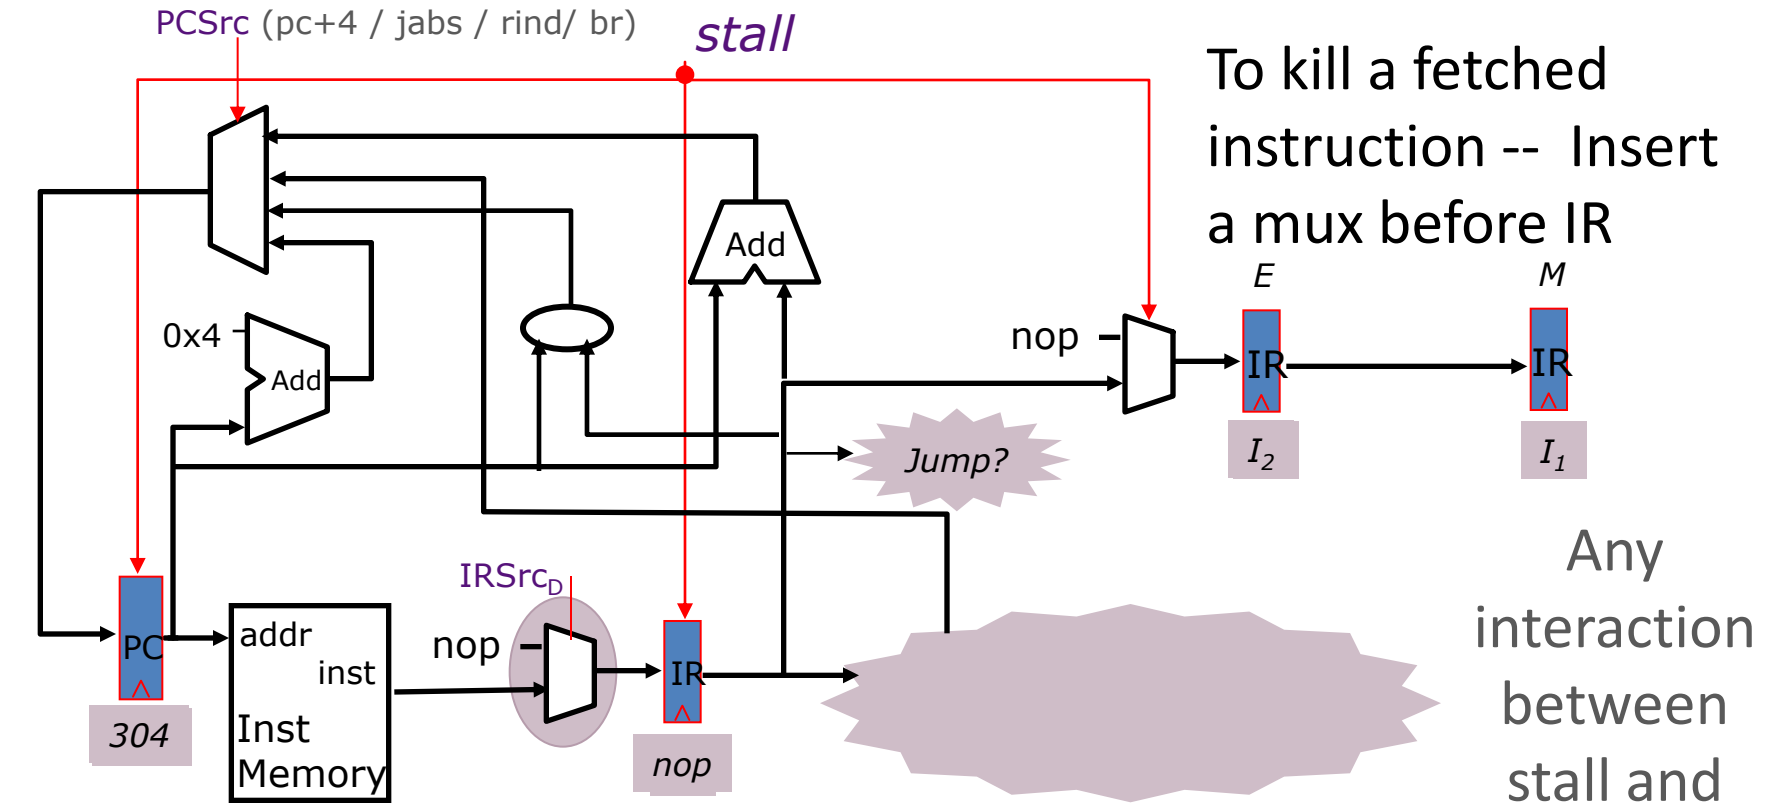 PCSrc (pc+4 / jabs / rind/ br)
stall
To kill a fetched
instruction -- Insert
a mux before IR
E
M
Add
0x4
Add
nop
IR
IR
I2
I1
Jump?
Any
interaction
between
stall and
IRSrcD
PC
addr
inst
Inst
Memory
nop
IR
304
nop